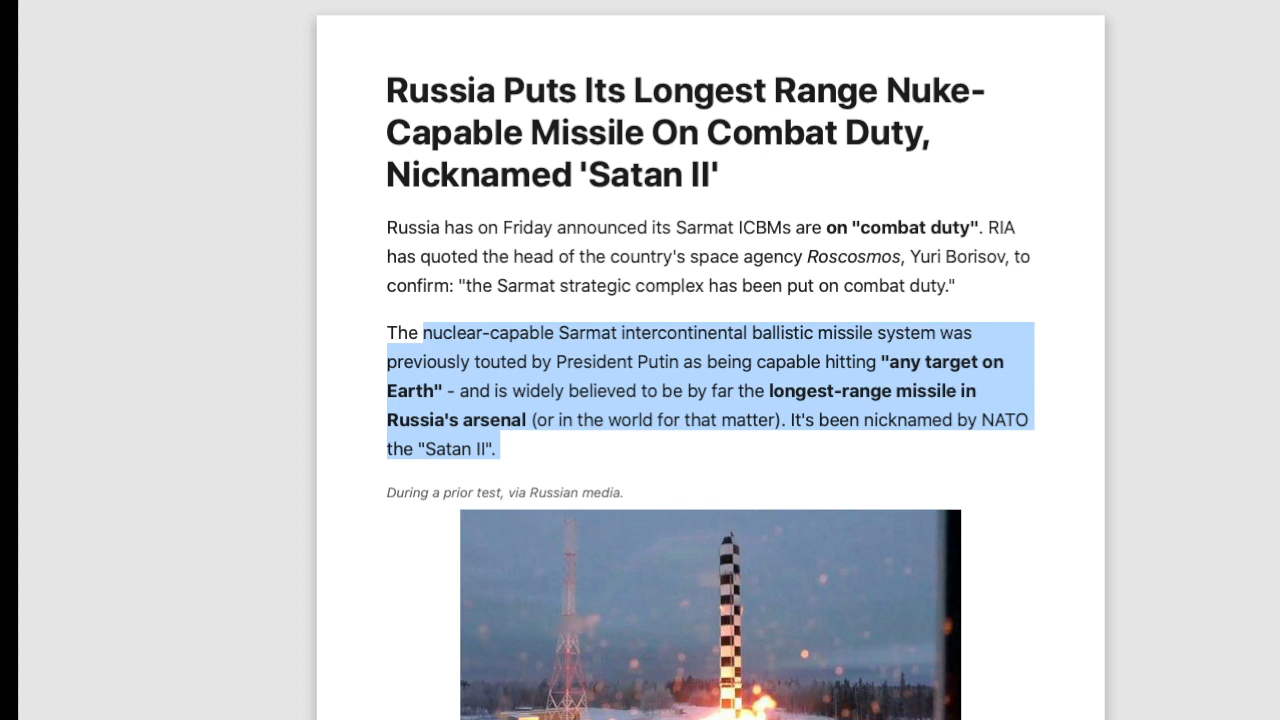 Russia Puts Its Longest Range Nuke-
Capable Missile On Combat Duty,
Nicknamed 'Satan II'
Russia has on Friday announced its Sarmat ICBMs are on "combat duty". RIA
has quoted the head of the country's space agency Roscosmos, Yuri Borisov, to
confirm: "the Sarmat strategic complex has been put on combat duty."
The nuclear-capable Sarmat intercontinental ballistic missile system was
previously touted by President Putin as being capable hitting "any target on
Earth" - and is widely believed to be by far the longest-range missile in
Russia's arsenal (or in the world for that matter). It's been nicknamed by NATO
the "Satan II".
During a prior test, via Russian media.